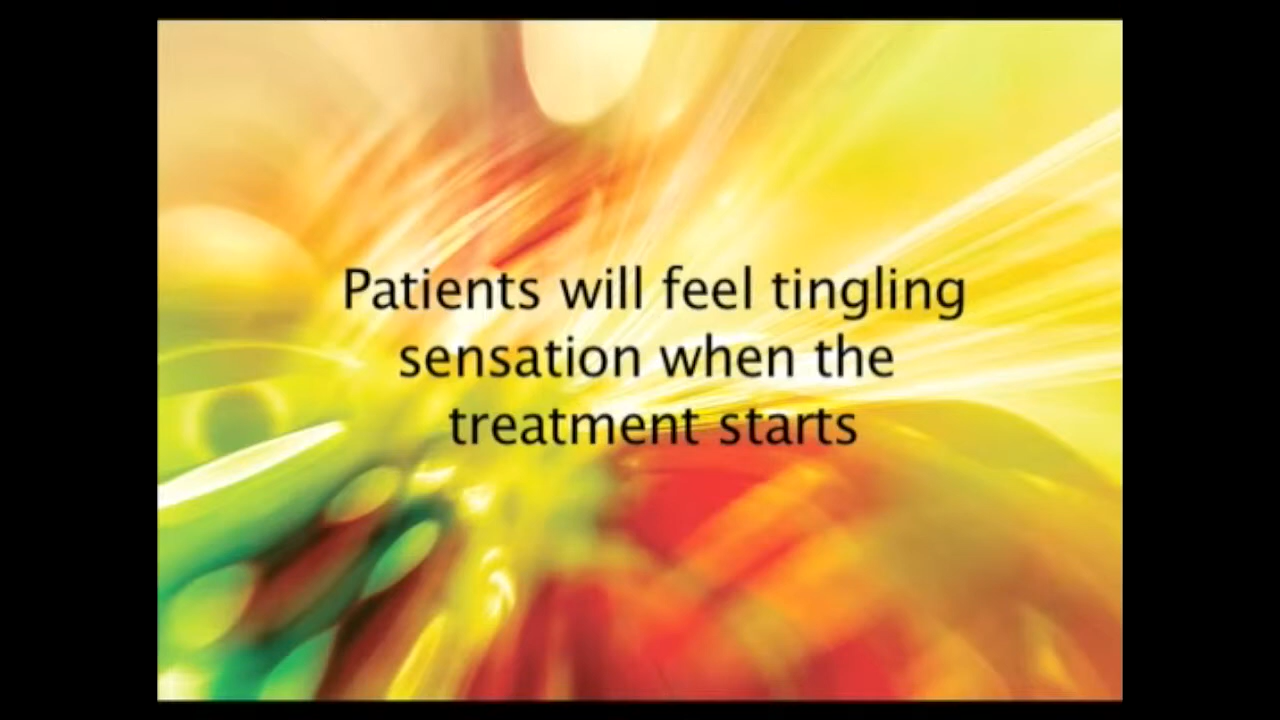 Patients will feel tingling
sensation when the
treatment starts